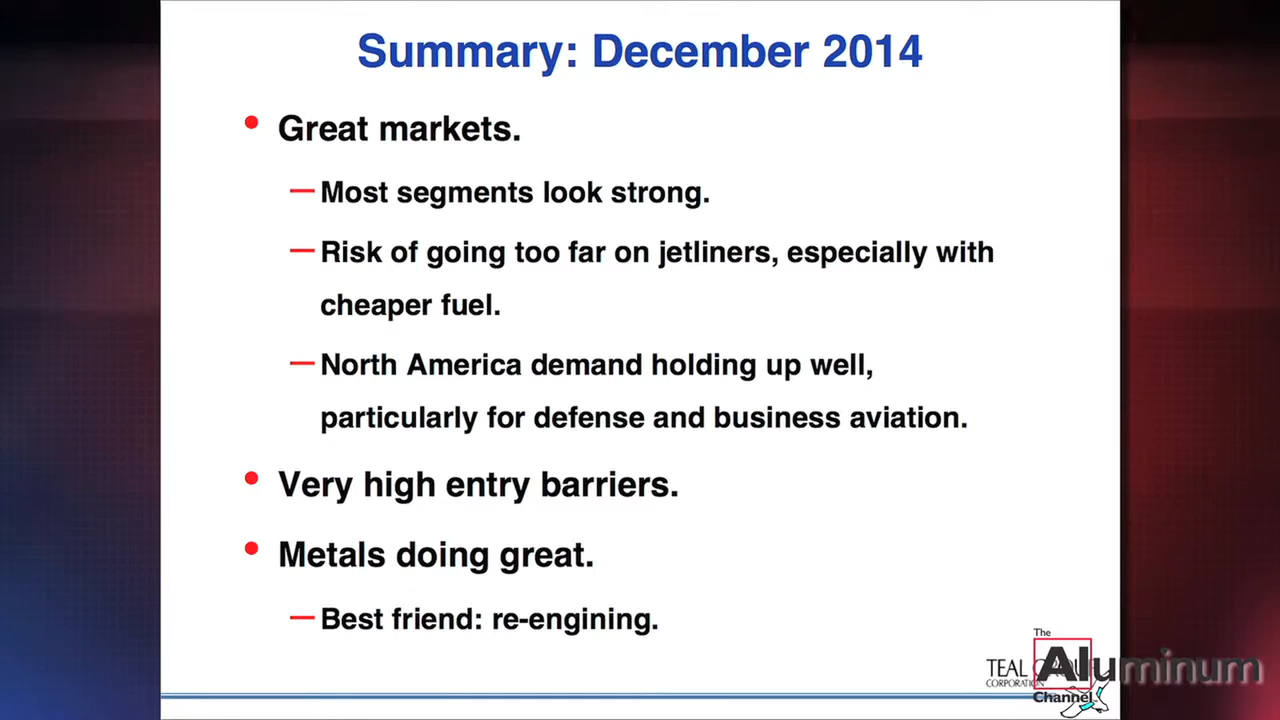 Summary: December 2014
• Great markets.
— Most segments look strong.
— Risk of going too far on jetliners, especially with
cheaper fuel.
— North America demand holding up well,
particularly for defense and business aviation.
• Very high entry barriers.
• Metals doing great.
— Best friend: re-engining.
TEAL
CORPORATION
The
Aluminum
Channel